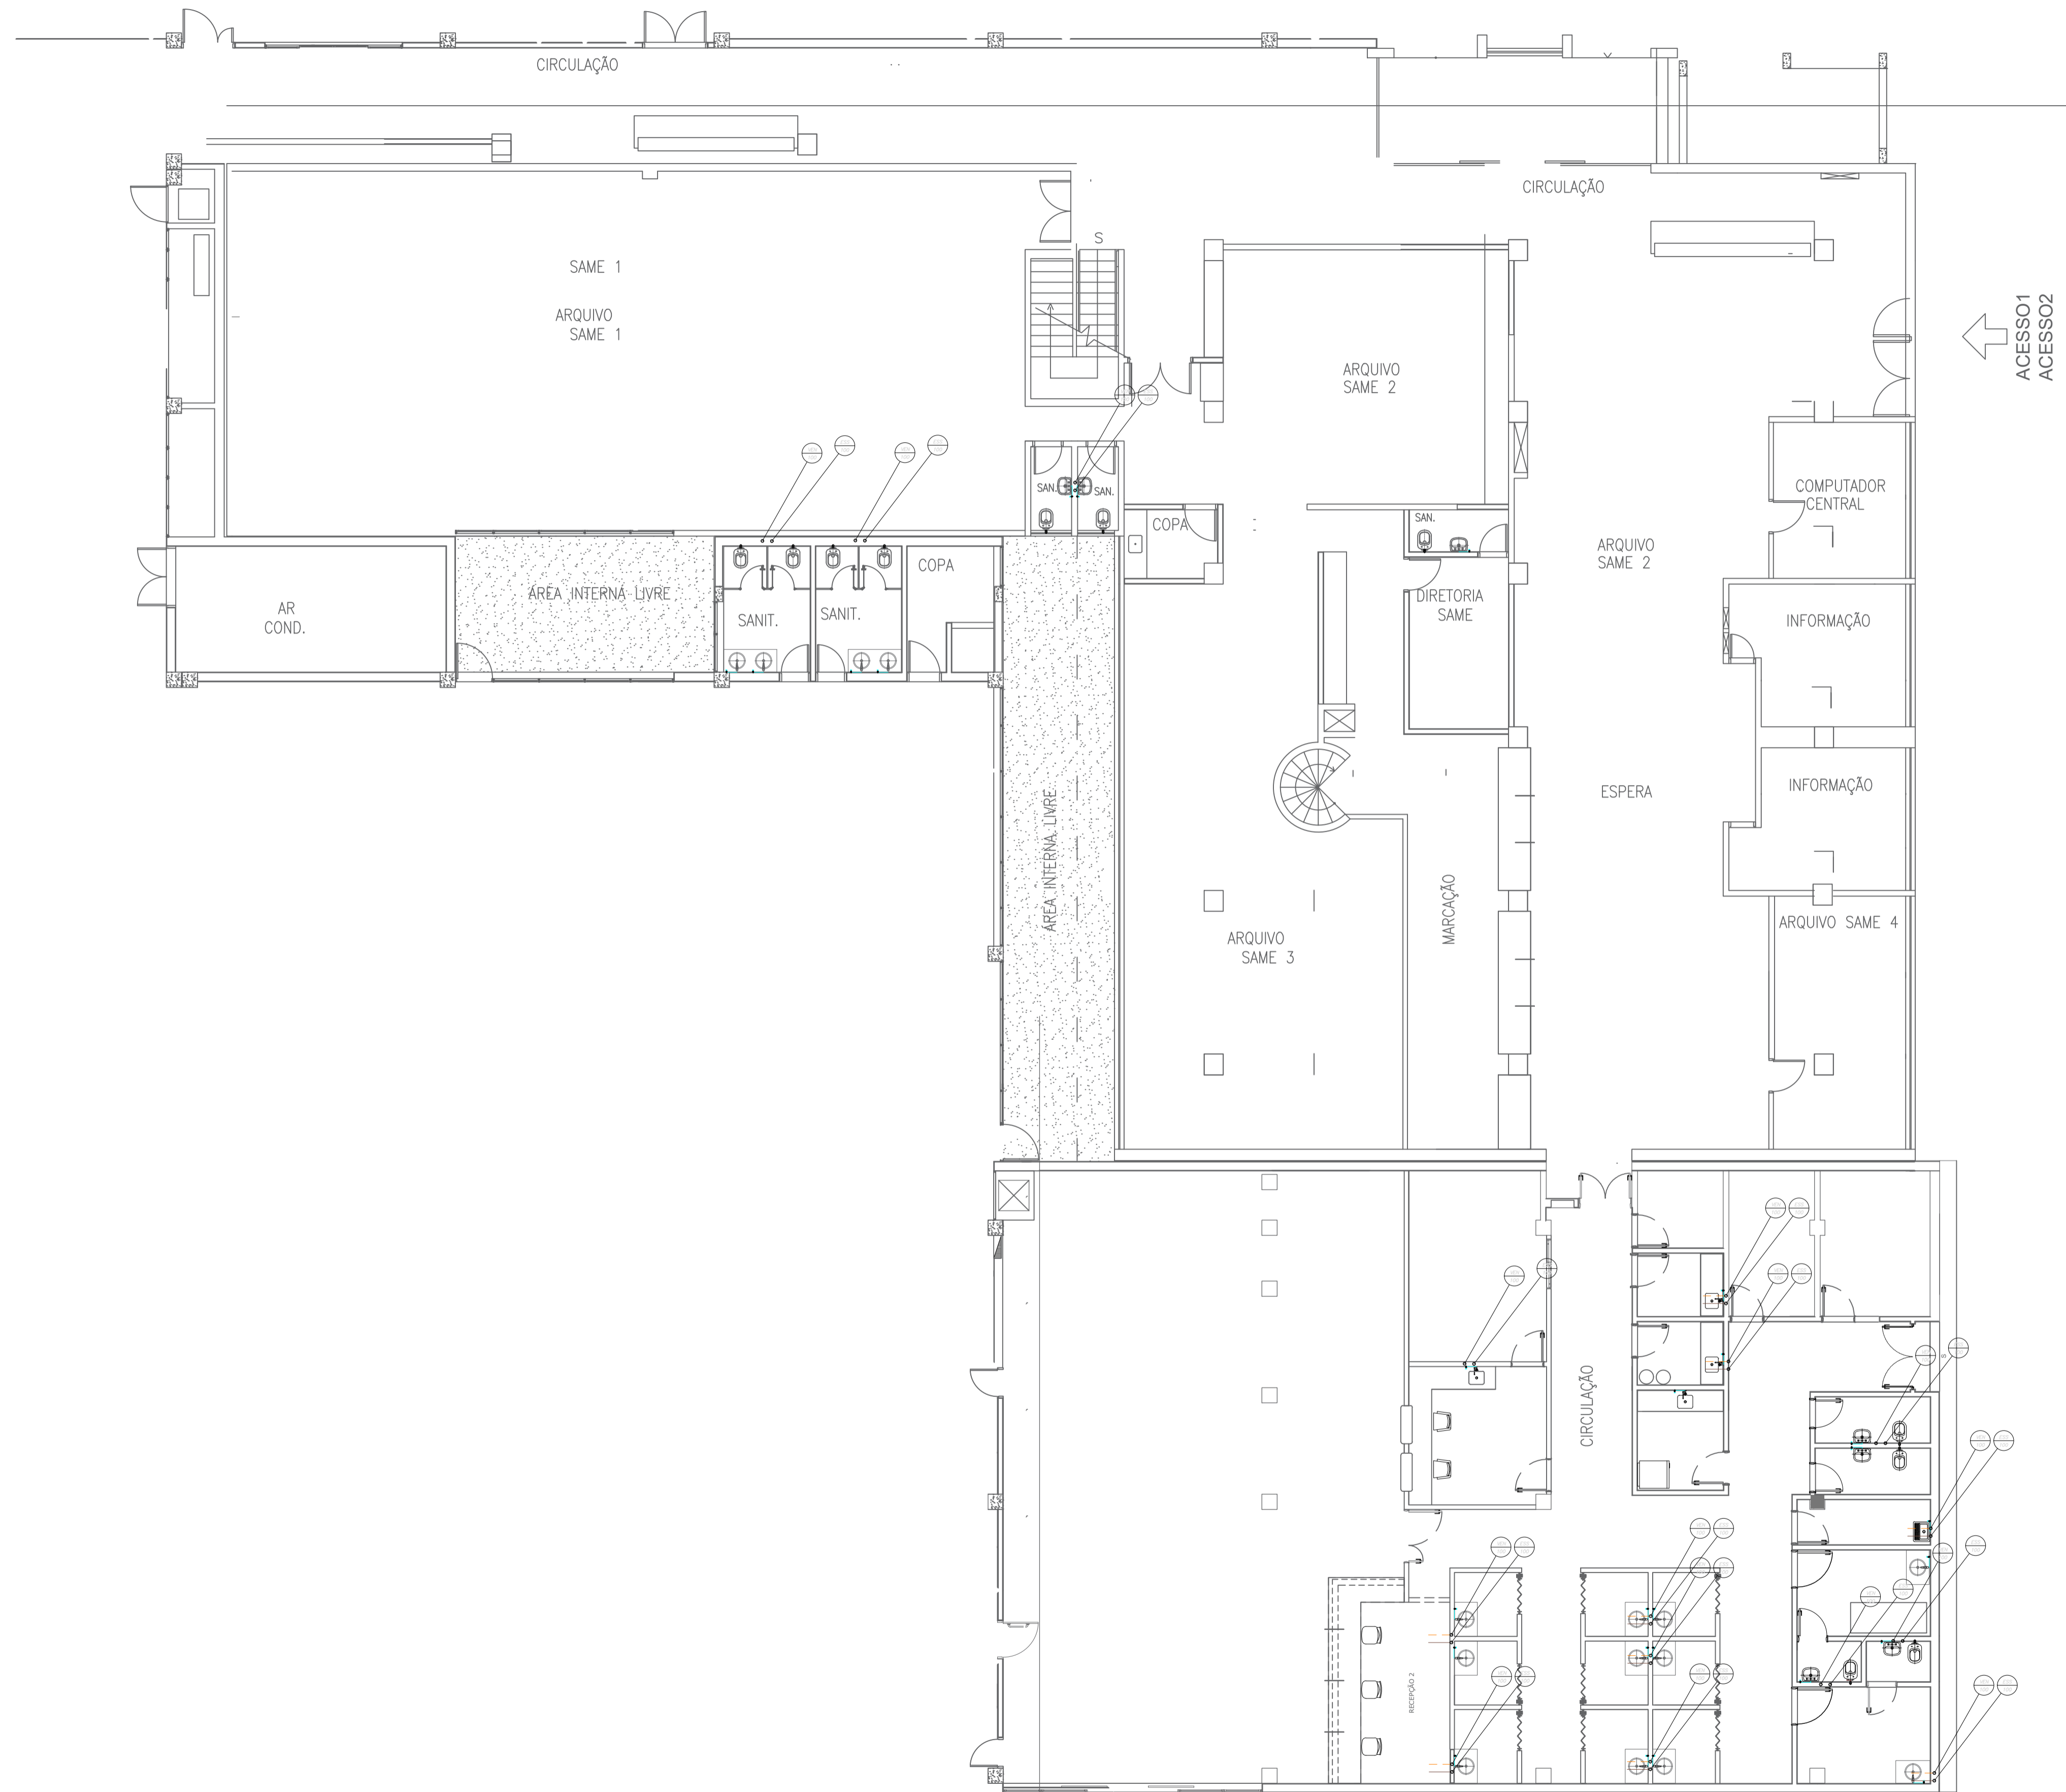 CIRCULAÇÃO
CIRCULAÇÃO
S
SAME 1
ARQUIVO
SAME 1
ACESSO1
ACESSO2
ARQUIVO
SAME 2
SAN.
SAN.
COMPUTADOR
CENTRAL
COPA
SAN.
ARQUIVO
SAME 2
COPA
ÁREA INTERNA LIVRE
AR
COND.
SANIT.
SANIT.
DIRETORIA
SAME
INFORMAÇÃO
INFORMAÇÃO
ESPERA
ÁREA INTERNA LIVRE
MARCAÇÃO
ARQUIVO SAME 4
ARQUIVO
SAME 3
CIRCULAÇÃO
RECEPÇÃO 2